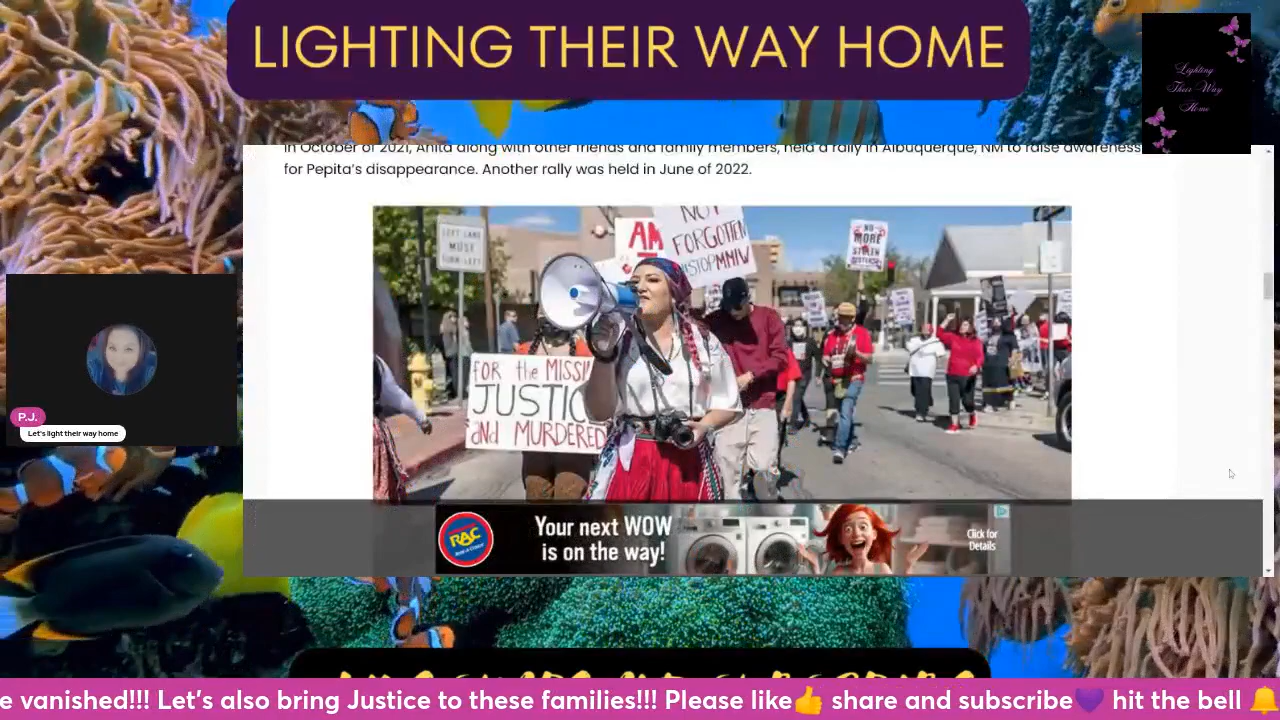 LIGHTING THEIR WAY HOME
Lighting
Their Way
Home
In October of 2021, Anita along with other friends and family members, held a rally in Albuquerque, NM to raise awareness
for Pepita's disappearance. Another rally was held in June of 2022.
LEFT LANE
MUST
TURN LEFT
AM
NOT
FORGOTTEN
#STOPMMIW
NO
MORE
STOLEN
SISTERS
FOR the MISSI
JUSTIC
and MURDERED
P.J.
Let's light their way home
RAC
Your next WOW
is on the way!
Click for
Details
e vanished!!! Let's also bring Justice to these families!!! Please like👍 share and subscribe💜 hit the bell 🔔